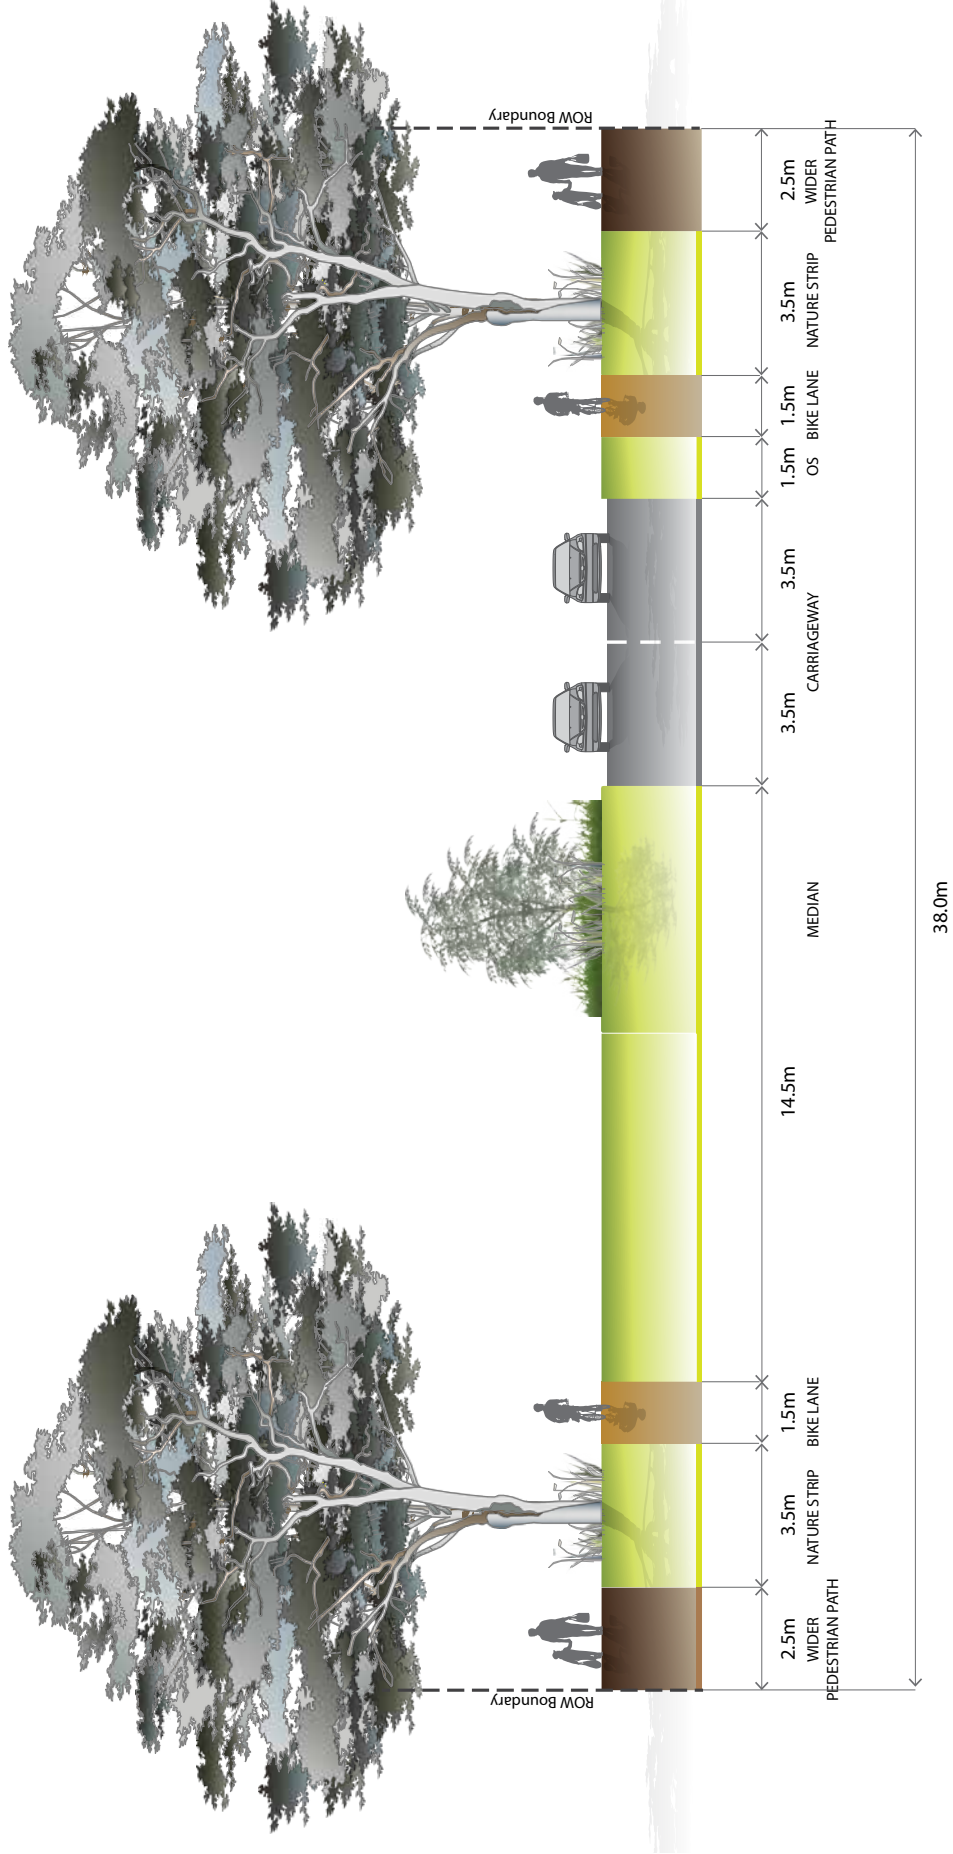 ROW Boundary
ROW Boundary
2.5m
WIDER
PEDESTRIAN PATH
3.5m
NATURE STRIP
1.5m
BIKE LANE
14.5m
MEDIAN
3.5m
3.5m
CARRIAGEWAY
1.5m
OS
1.5m
BIKE LANE
3.5m
NATURE STRIP
2.5m
WIDER
PEDESTRIAN PATH
38.0m